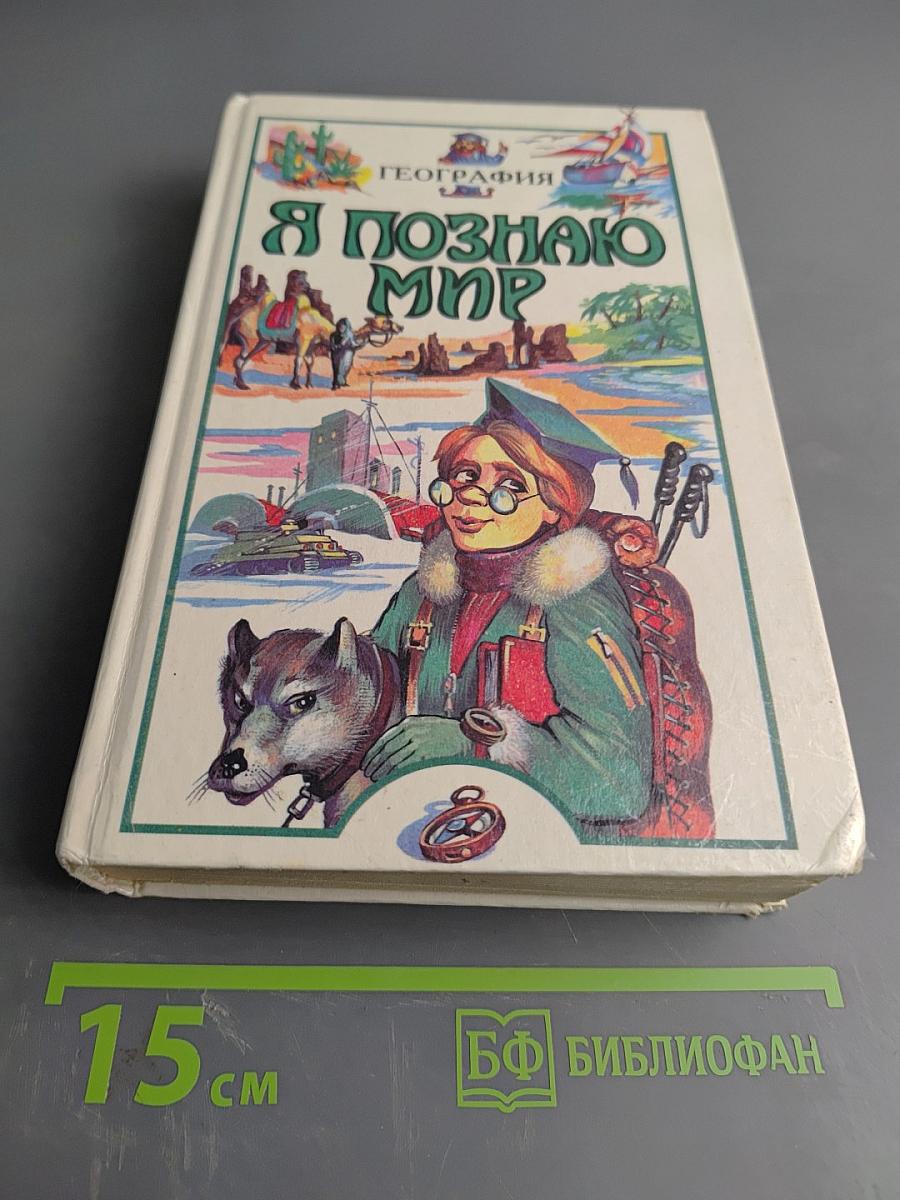 ГЕОГРАФИЯ
Я ПОЗНАЮ
МИР
15 см
БФ БИБЛИОФАН